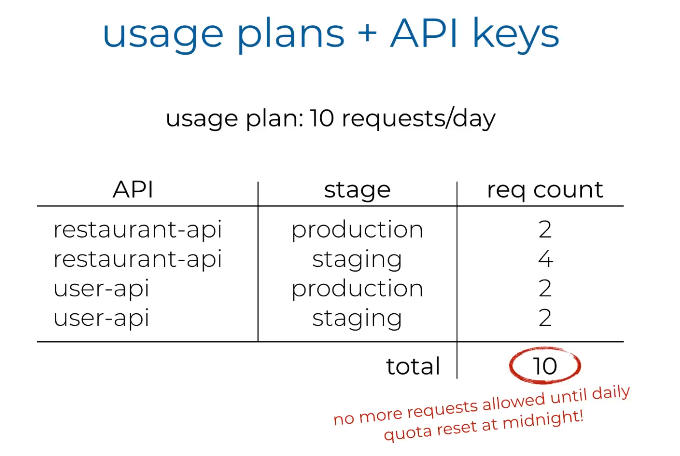 usage plans + API keys
usage plan: 10 requests/day
API stage req count
restaurant-api production 2
restaurant-api staging 4
user-api production 2
user-api staging 2
total 10
no more requests allowed until daily
quota reset at midnight!